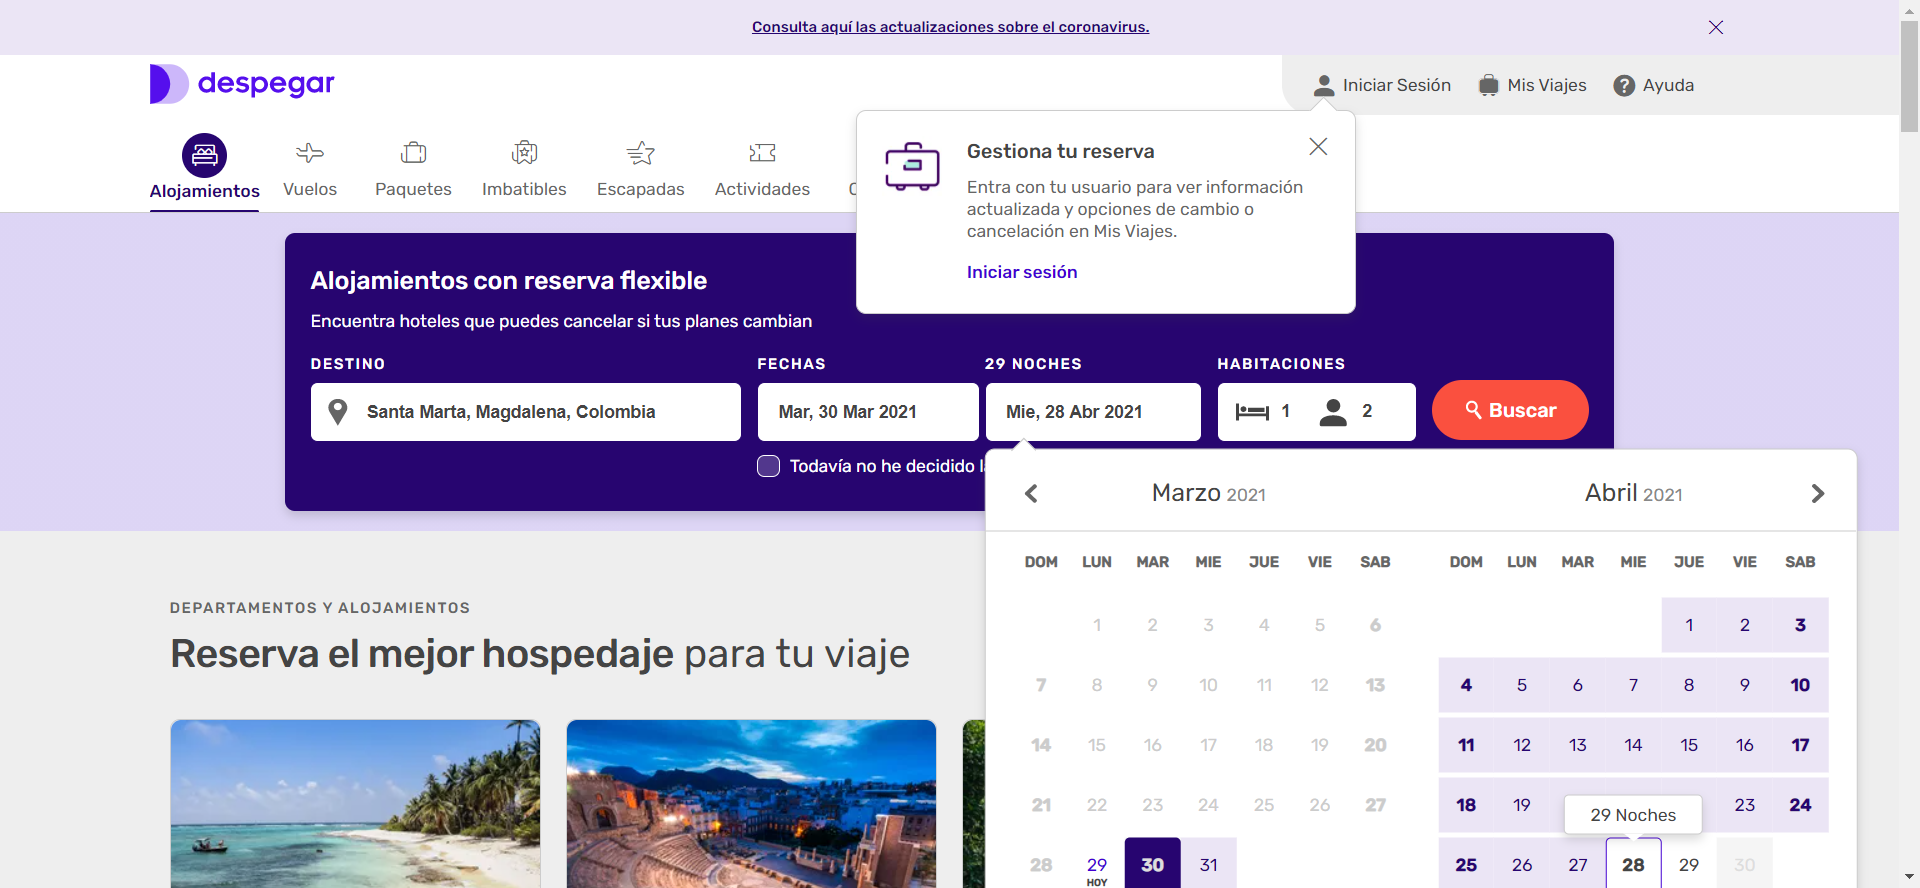 Consulta aquí las actualizaciones sobre el coronavirus.
despegar
Iniciar Sesión
Mis Viajes
Ayuda
Alojamientos
Vuelos
Paquetes
Imbatibles
Escapadas
Actividades
Gestiona tu reserva
Entra con tu usuario para ver información
actualizada y opciones de cambio o
cancelación en Mis Viajes.
Iniciar sesión
Alojamientos con reserva flexible
Encuentra hoteles que puedes cancelar si tus planes cambian
DESTINO
FECHAS
29 NOCHES
HABITACIONES
Santa Marta, Magdalena, Colombia
Mar, 30 Mar 2021
Mie, 28 Abr 2021
1
2
Buscar
Todavía no he decidido
Marzo 2021
DOM LUN MAR MIE JUE VIE SAB
1 2 3 4 5 6
7 8 9 10 11 12 13
14 15 16 17 18 19 20
21 22 23 24 25 26 27
28 29 30 31
HOY
Abril 2021
DOM LUN MAR MIE JUE VIE SAB
1 2 3
4 5 6 7 8 9 10
11 12 13 14 15 16 17
18 19 23 24
29 Noches
25 26 27 28 29 30
DEPARTAMENTOS Y ALOJAMIENTOS
Reserva el mejor hospedaje para tu viaje